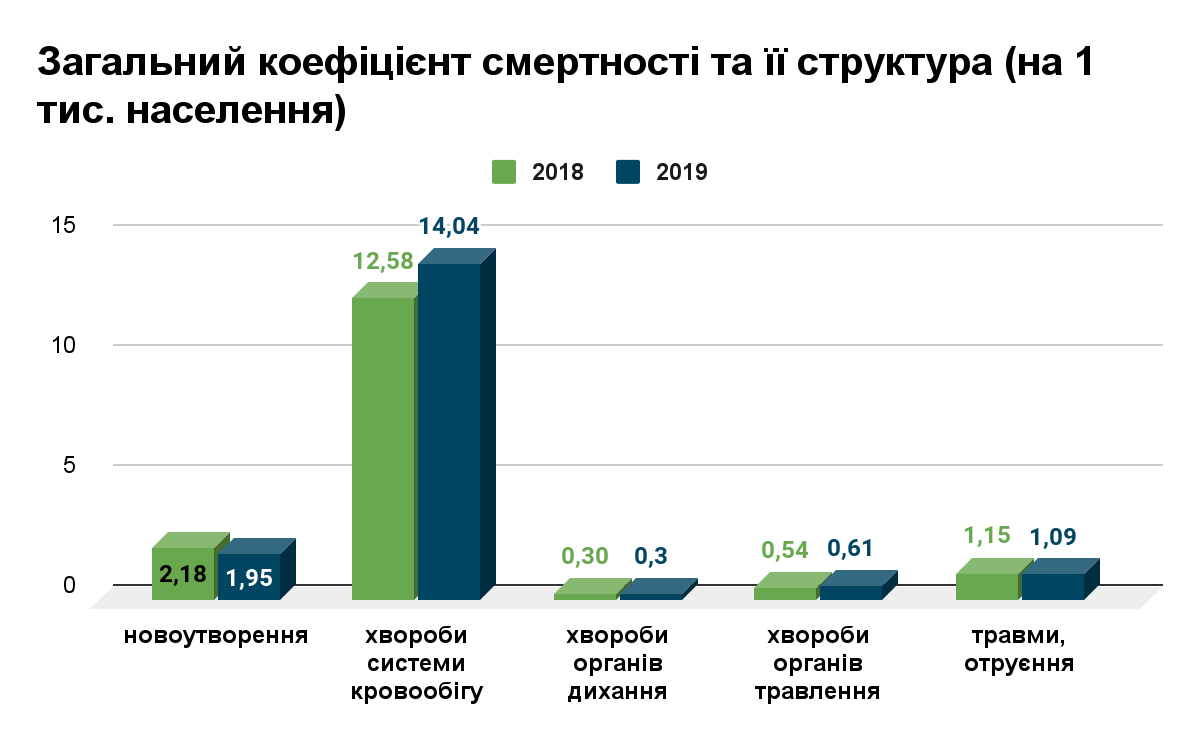 Загальний коефіцієнт смертності та її структура (на 1
тис. населення)
2018 2019
15
10
5
0
2,18
1,95
12,58
14,04
0,30
0,3
0,54
0,61
1,15
1,09
новоутворення
хвороби
системи
кровообігу
хвороби
органів
дихання
хвороби
органів
травлення
травми,
отруєння